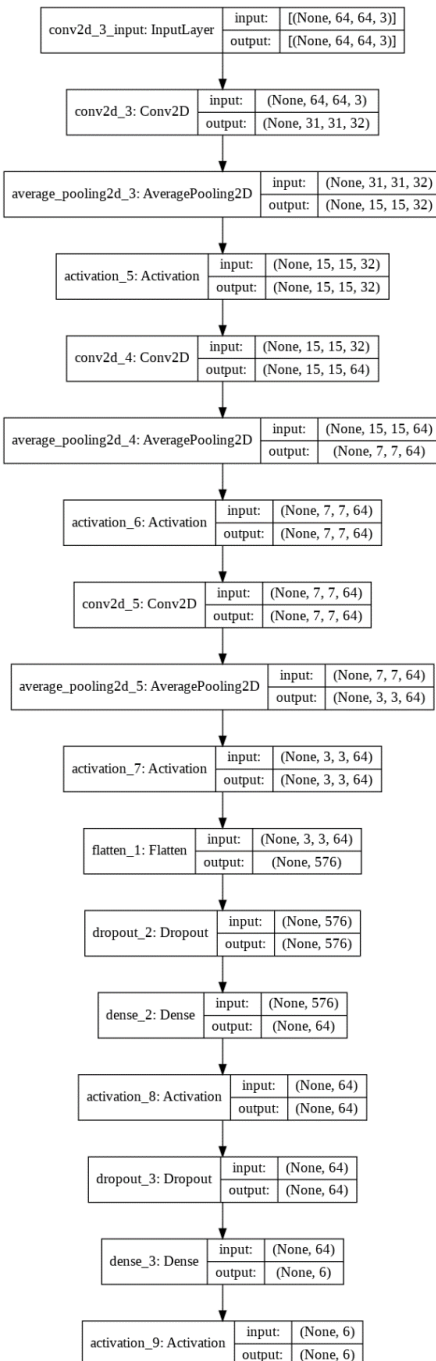 conv2d_3_input: InputLayer
input: [(None, 64, 64, 3)]
output: [(None, 64, 64, 3)]
conv2d_3: Conv2D
input: (None, 64, 64, 3)
output: (None, 31, 31, 32)
average_pooling2d_3: AveragePooling2D
input: (None, 31, 31, 32)
output: (None, 15, 15, 32)
activation_5: Activation
input: (None, 15, 15, 32)
output: (None, 15, 15, 32)
conv2d_4: Conv2D
input: (None, 15, 15, 32)
output: (None, 15, 15, 64)
average_pooling2d_4: AveragePooling2D
input: (None, 15, 15, 64)
output: (None, 7, 7, 64)
activation_6: Activation
input: (None, 7, 7, 64)
output: (None, 7, 7, 64)
conv2d_5: Conv2D
input: (None, 7, 7, 64)
output: (None, 7, 7, 64)
average_pooling2d_5: AveragePooling2D
input: (None, 7, 7, 64)
output: (None, 3, 3, 64)
activation_7: Activation
input: (None, 3, 3, 64)
output: (None, 3, 3, 64)
flatten_1: Flatten
input: (None, 3, 3, 64)
output: (None, 576)
dropout_2: Dropout
input: (None, 576)
output: (None, 576)
dense_2: Dense
input: (None, 576)
output: (None, 64)
activation_8: Activation
input: (None, 64)
output: (None, 64)
dropout_3: Dropout
input: (None, 64)
output: (None, 64)
dense_3: Dense
input: (None, 64)
output: (None, 6)
activation_9: Activation
input: (None, 6)
output: (None, 6)